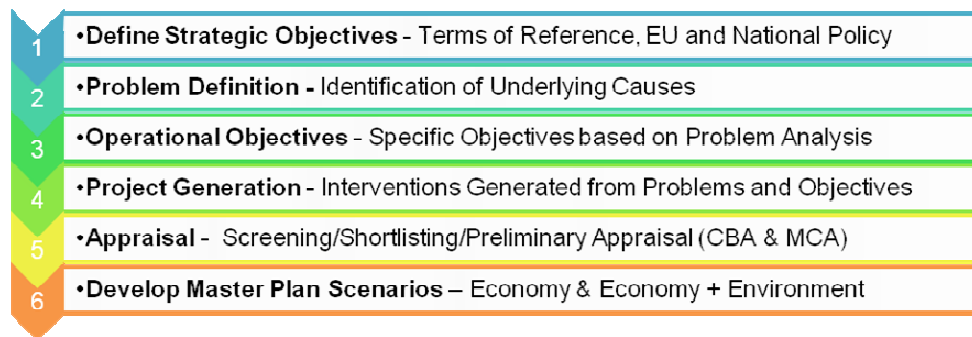 1 •Define Strategic Objectives - Terms of Reference, EU and National Policy
2 •Problem Definition - Identification of Underlying Causes
3 •Operational Objectives - Specific Objectives based on Problem Analysis
4 •Project Generation - Interventions Generated from Problems and Objectives
5 •Appraisal - Screening/Shortlisting/Preliminary Appraisal (CBA & MCA)
6 •Develop Master Plan Scenarios – Economy & Economy + Environment